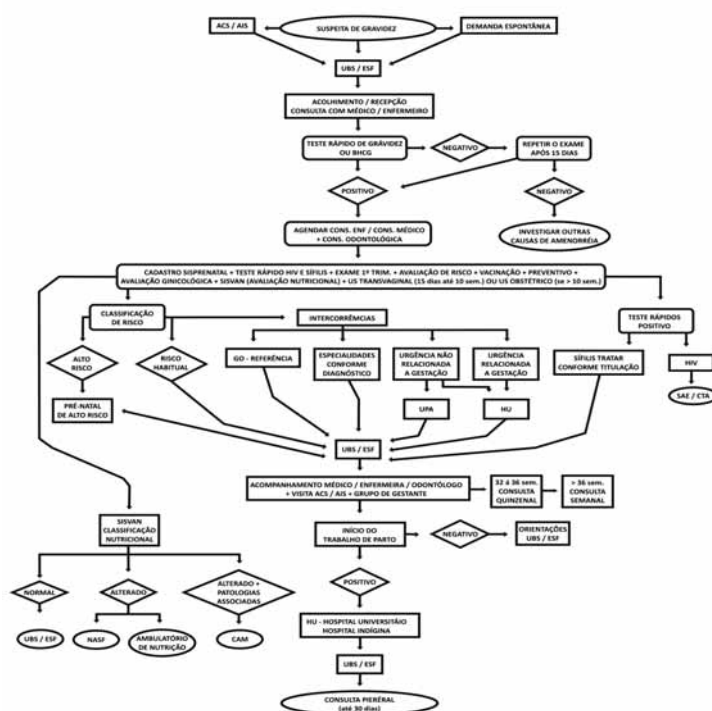 ACS / AIS
SUSPEITA DE GRAVIDEZ
DEMANDA ESPONTÂNEA
UBS / ESF
ACOLHIMENTO / RECEPÇÃO
CONSULTA COM MÉDICO / ENFERMEIRO
TESTE RÁPIDO DE GRÁVIDEZ
OU BHCG
NEGATIVO
REPETIR O EXAME
APÓS 15 DIAS
POSITIVO
NEGATIVO
AGENDAR CONS. ENF / CONS. MÉDICO
+ CONS. ODONTOLÓGICA
INVESTIGAR OUTRAS
CAUSAS DE AMENORRÉIA
CADASTRO SISPRENATAL + TESTE RÁPIDO HIV E SÍFILIS + EXAME 1º TRIM. + AVALIAÇÃO DE RISCO + VACINAÇÃO + PREVENTIVO +
AVALIAÇÃO GINICOLÓGICA + SISVAN (AVALIAÇÃO NUTRICIONAL) + US TRANSVAGINAL (15 dias até 10 sem.) OU US OBSTÉTRICO (se > 10 sem.)
CLASSIFICAÇÃO
DE RISCO
INTERCORRÊMCIAS
TESTE RÁPIDOS
POSITIVO
ALTO
RISCO
RISCO
HABITUAL
GO - REFERÊNCIA
ESPECIALIDADES
CONFORME
DIAGNÓSTICO
URGÊNCIA NÃO
RELACIONADA
A GESTAÇÃO
URGÊNCIA
RELACIONADA
A GESTAÇÃO
SÍFILIS TRATAR
CONFORME TITULAÇÃO
HIV
PRÉ-NATAL
DE ALTO RISCO
UPA
HU
SAE / CTA
UBS / ESF
ACOMPANHAMENTO MÉDICO / ENFERMEIRA / ODONTÓLOGO
+ VISITA ACS / AIS + GRUPO DE GESTANTE
32 á 36 sem.
CONSULTA
QUINZENAL
> 36 sem.
CONSULTA
SEMANAL
SISVAN
CLASSIFICAÇÃO
NUTRICIONAL
INÍCIO DO
TRABALHO DE PARTO
NEGATIVO
ORIENTAÇÕES
UBS / ESF
NORMAL
ALTERADO
ALTERADO +
PATOLOGIAS
ASSOCIADAS
POSITIVO
UBS / ESF
NASF
AMBULATÓRIO
DE NUTRIÇÃO
CAM
HU - HOSPITAL UNIVERSITÁIO
HOSPITAL INDÍGINA
UBS / ESF
CONSULTA PIERÉRAL
(até 30 dias)